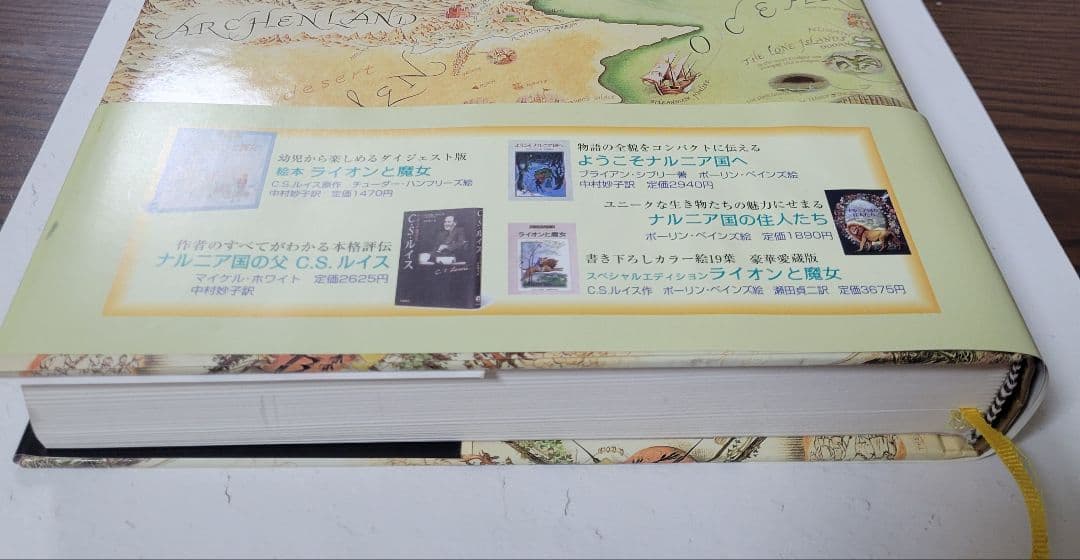 ARCHENLAND
desert
OCE
THE LONE ISLANDS
幼児から楽しめるダイジェスト版
絵本 ライオンと魔女
C.S.ルイス原作 チューダー・ハンフリーズ絵
中村妙子訳 定価1470円
作者のすべてがわかる本格評伝
ナルニア国の父 C.S.ルイス
マイケル・ホワイト 定価2625円
中村妙子訳
C・S・ルイス
物語の全貌をコンパクトに伝える
ようこそナルニア国へ
ブライアン・シブリー著 ポーリン・ベインズ絵
中村妙子訳 定価2940円
ようこそナルニア国へ
ユニークな生き物たちの魅力にせまる
ナルニア国の住人たち
ポーリン・ベインズ絵 定価1890円
書き下ろしカラー絵19葉 豪華愛蔵版
スペシャルエディション ライオンと魔女
C.S.ルイス作 ポーリン・ベインズ絵 瀬田貞二訳 定価3675円
ライオンと魔女